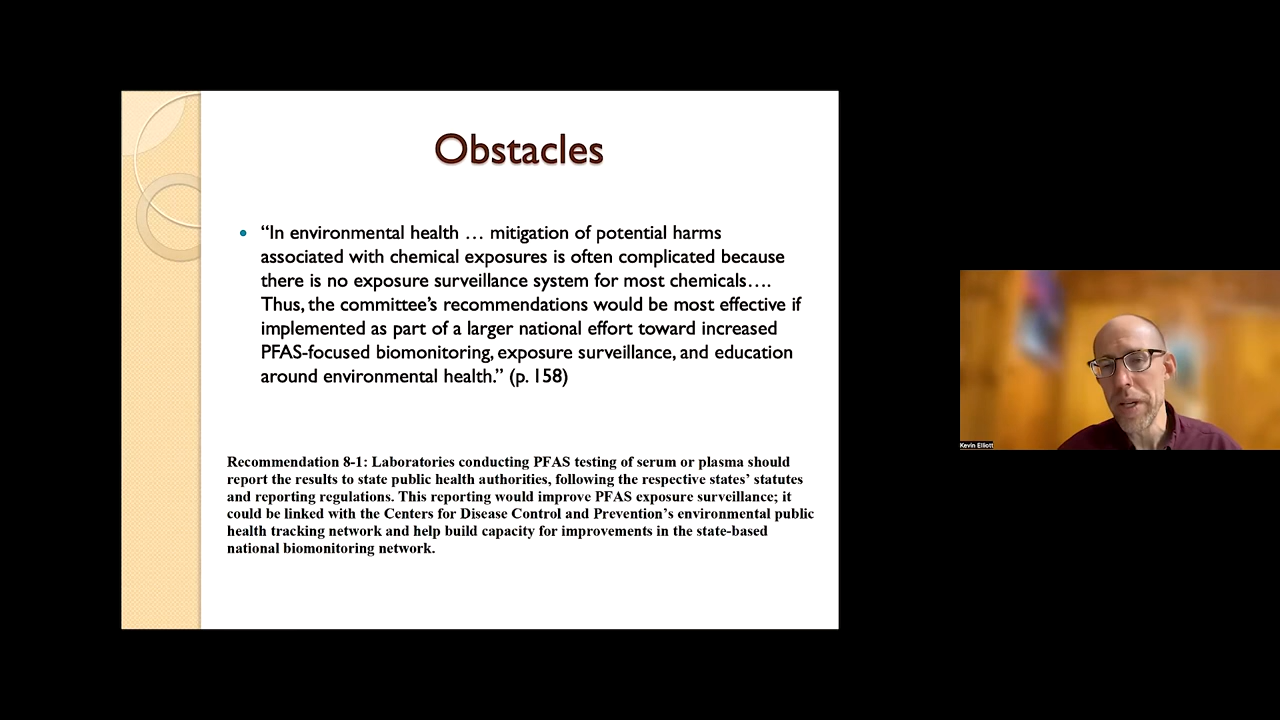 Obstacles
• “In environmental health … mitigation of potential harms
associated with chemical exposures is often complicated because
there is no exposure surveillance system for most chemicals….
Thus, the committee’s recommendations would be most effective if
implemented as part of a larger national effort toward increased
PFAS-focused biomonitoring, exposure surveillance, and education
around environmental health.” (p. 158)
Recommendation 8-1: Laboratories conducting PFAS testing of serum or plasma should
report the results to state public health authorities, following the respective states’ statutes
and reporting regulations. This reporting would improve PFAS exposure surveillance; it
could be linked with the Centers for Disease Control and Prevention’s environmental public
health tracking network and help build capacity for improvements in the state-based
national biomonitoring network.
Kevin Elliott